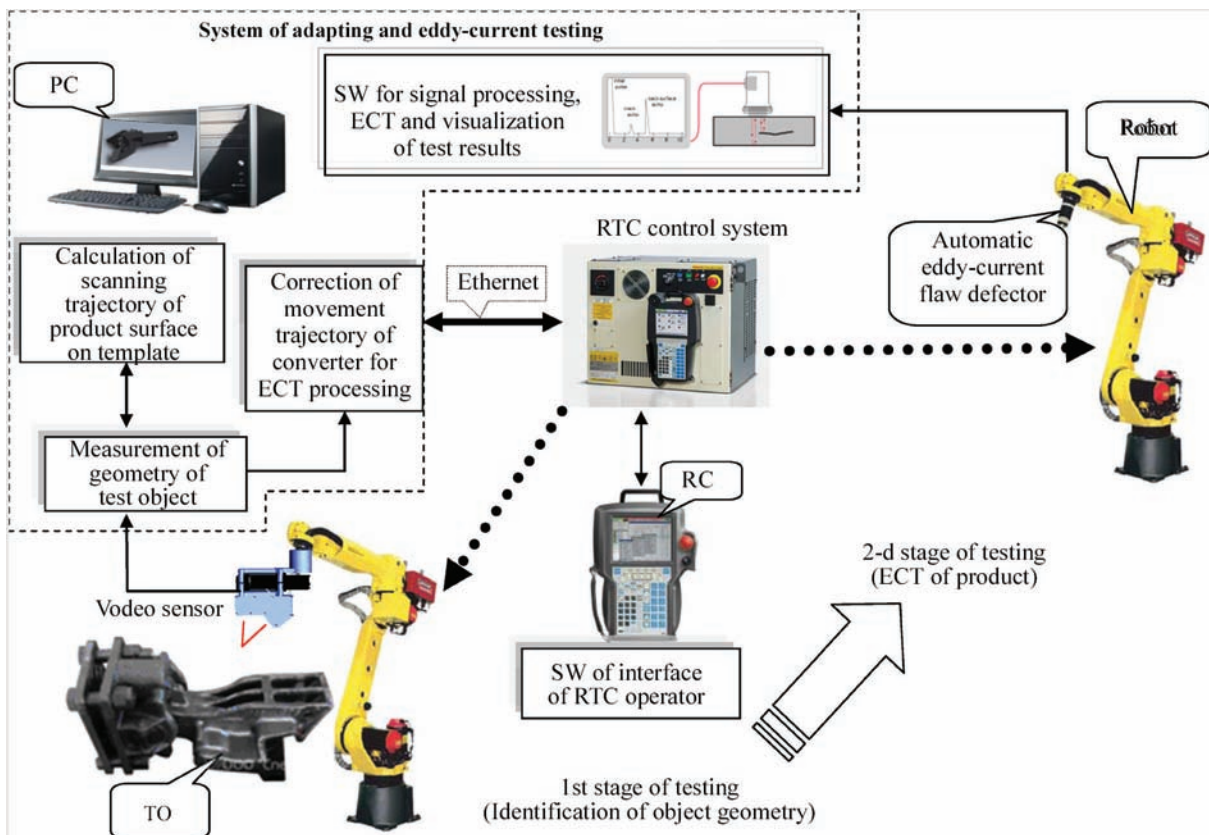 System of adapting and eddy-current testing
PC
SW for signal processing,
ECT and visualization
of test results
Robot
RTC control system
Automatic
eddy-current
flaw defector
Calculation of
scanning
trajectory of
product surface
on template
Correction of
movement
trajectory of
converter for
ECT processing
Ethernet
Measurement of
geometry of
test object
RC
Vodeo sensor
2-d stage of testing
(ECT of product)
SW of interface
of RTC operator
1st stage of testing
(Identification of object geometry)
TO